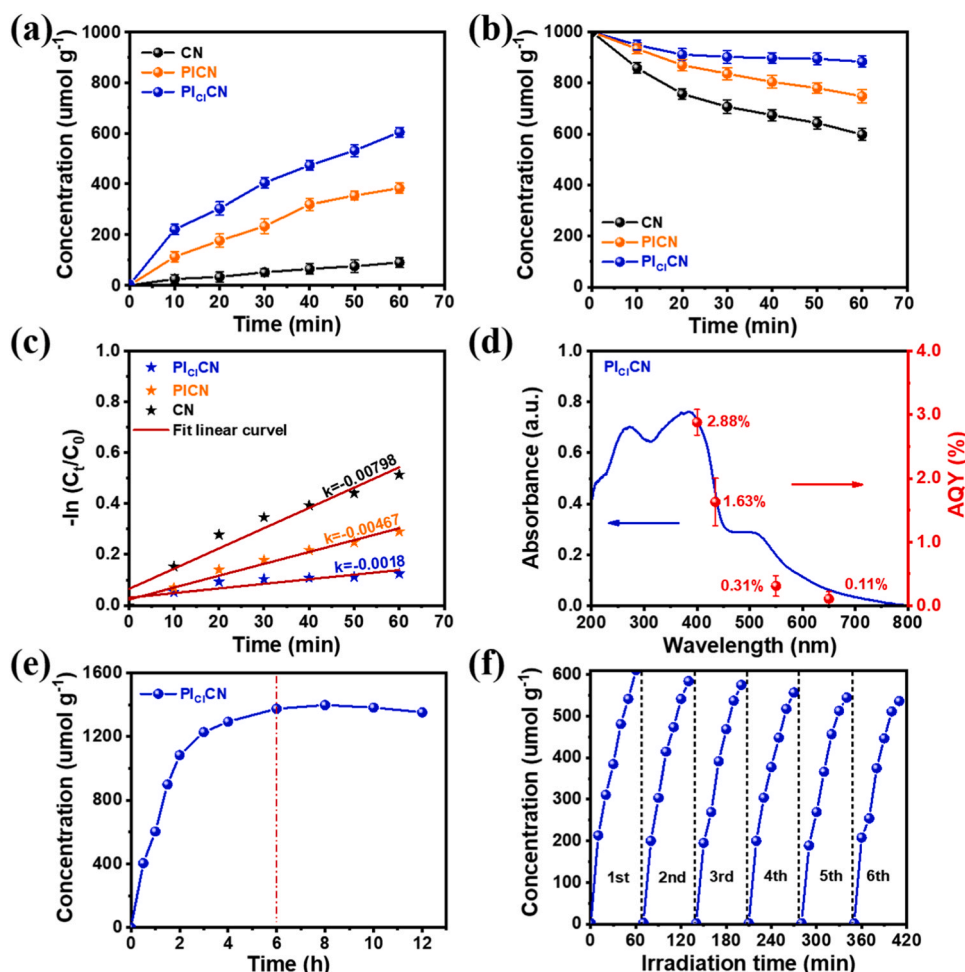 (a)
Concentration (umol g⁻¹)
1000
800
600
400
200
0
CN
PICN
PI_ClCN
0 10 20 30 40 50 60 70
Time (min)
(b)
Concentration (umol g⁻¹)
1000
800
600
400
200
0
CN
PICN
PI_ClCN
0 10 20 30 40 50 60 70
Time (min)
(c)
-ln (Cₜ/C₀)
1.0
0.8
0.6
0.4
0.2
0.0
PI_ClCN
PICN
CN
Fit linear curvel
k=-0.00798
k=-0.00467
k=-0.0018
0 10 20 30 40 50 60 70
Time (min)
(d)
Absorbance (a.u.)
1.0
0.8
0.6
0.4
0.2
0.0
PI_ClCN
2.88%
1.63%
0.31%
0.11%
4.0
3.0
2.0
1.0
0.0
AQY (%)
200 300 400 500 600 700 800
Wavelength (nm)
(e)
Concentration (umol g⁻¹)
1600
1200
800
400
0
PI_ClCN
0 2 4 6 8 10 12
Time (h)
(f)
Concentration (umol g⁻¹)
600
500
400
300
200
100
0
1st 2nd 3rd 4th 5th 6th
0 60 120 180 240 300 360 420
Irradiation time (min)